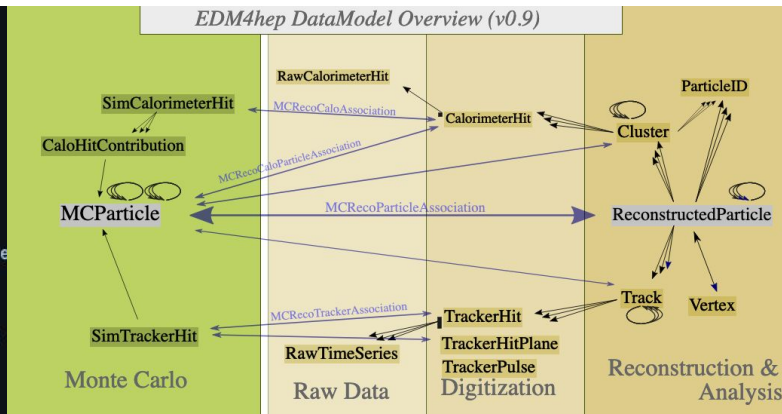 EDM4hep DataModel Overview (v0.9)
RawCalorimeterHit
ParticleID
SimCalorimeterHit
MCRecoCaloAssociation
CalorimeterHit
Cluster
CaloHitContribution
MCRecoCaloParticleAssociation
MCParticle
MCRecoParticleAssociation
ReconstructedParticle
e
Track
Vertex
MCRecoTrackerAssociation
TrackerHit
SimTrackerHit
RawTimeSeries
TrackerHitPlane
TrackerPulse
Monte Carlo
Raw Data
Digitization
Reconstruction &
Analysis